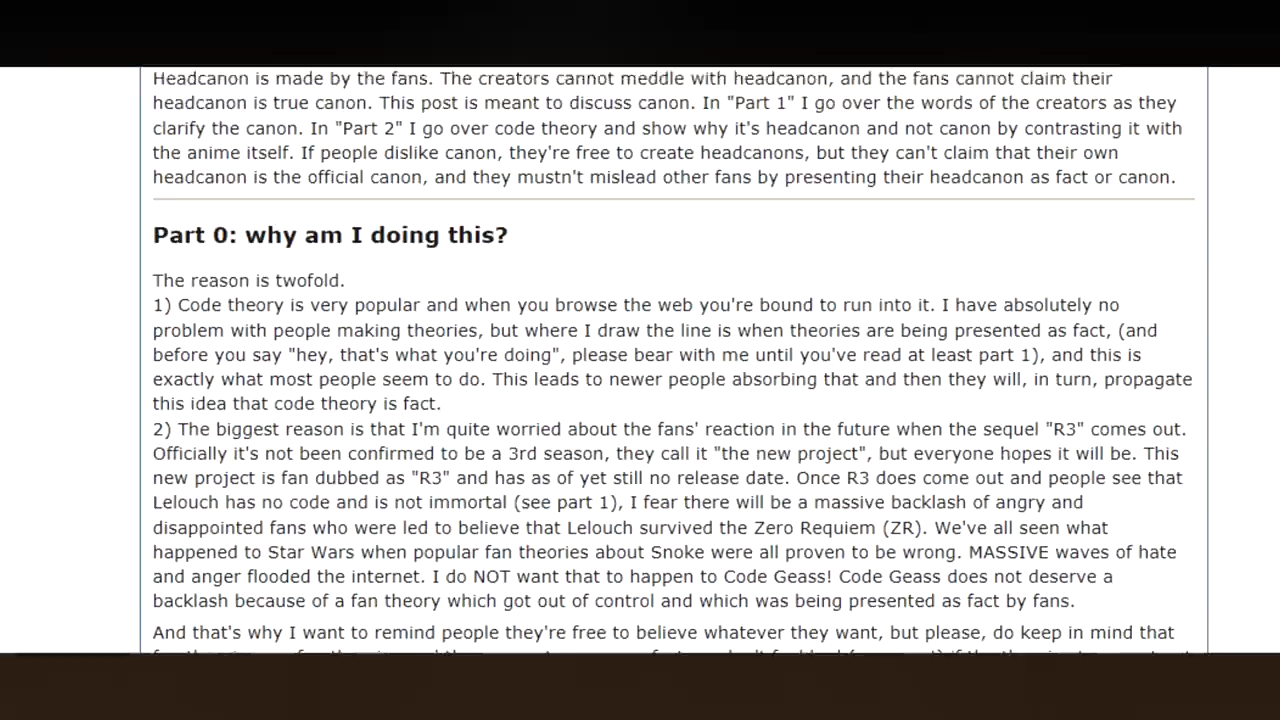 Headcanon is made by the fans. The creators cannot meddle with headcanon, and the fans cannot claim their
headcanon is true canon. This post is meant to discuss canon. In "Part 1" I go over the words of the creators as they
clarify the canon. In "Part 2" I go over code theory and show why it's headcanon and not canon by contrasting it with
the anime itself. If people dislike canon, they're free to create headcanons, but they can't claim that their own
headcanon is the official canon, and they mustn't mislead other fans by presenting their headcanon as fact or canon.
Part 0: why am I doing this?
The reason is twofold.
1) Code theory is very popular and when you browse the web you're bound to run into it. I have absolutely no
problem with people making theories, but where I draw the line is when theories are being presented as fact, (and
before you say "hey, that's what you're doing", please bear with me until you've read at least part 1), and this is
exactly what most people seem to do. This leads to newer people absorbing that and then they will, in turn, propagate
this idea that code theory is fact.
2) The biggest reason is that I'm quite worried about the fans' reaction in the future when the sequel "R3" comes out.
Officially it's not been confirmed to be a 3rd season, they call it "the new project", but everyone hopes it will be. This
new project is fan dubbed as "R3" and has as of yet still no release date. Once R3 does come out and people see that
Lelouch has no code and is not immortal (see part 1), I fear there will be a massive backlash of angry and
disappointed fans who were led to believe that Lelouch survived the Zero Requiem (ZR). We've all seen what
happened to Star Wars when popular fan theories about Snoke were all proven to be wrong. MASSIVE waves of hate
and anger flooded the internet. I do NOT want that to happen to Code Geass! Code Geass does not deserve a
backlash because of a fan theory which got out of control and which was being presented as fact by fans.
And that's why I want to remind people they're free to believe whatever they want, but please, do keep in mind that